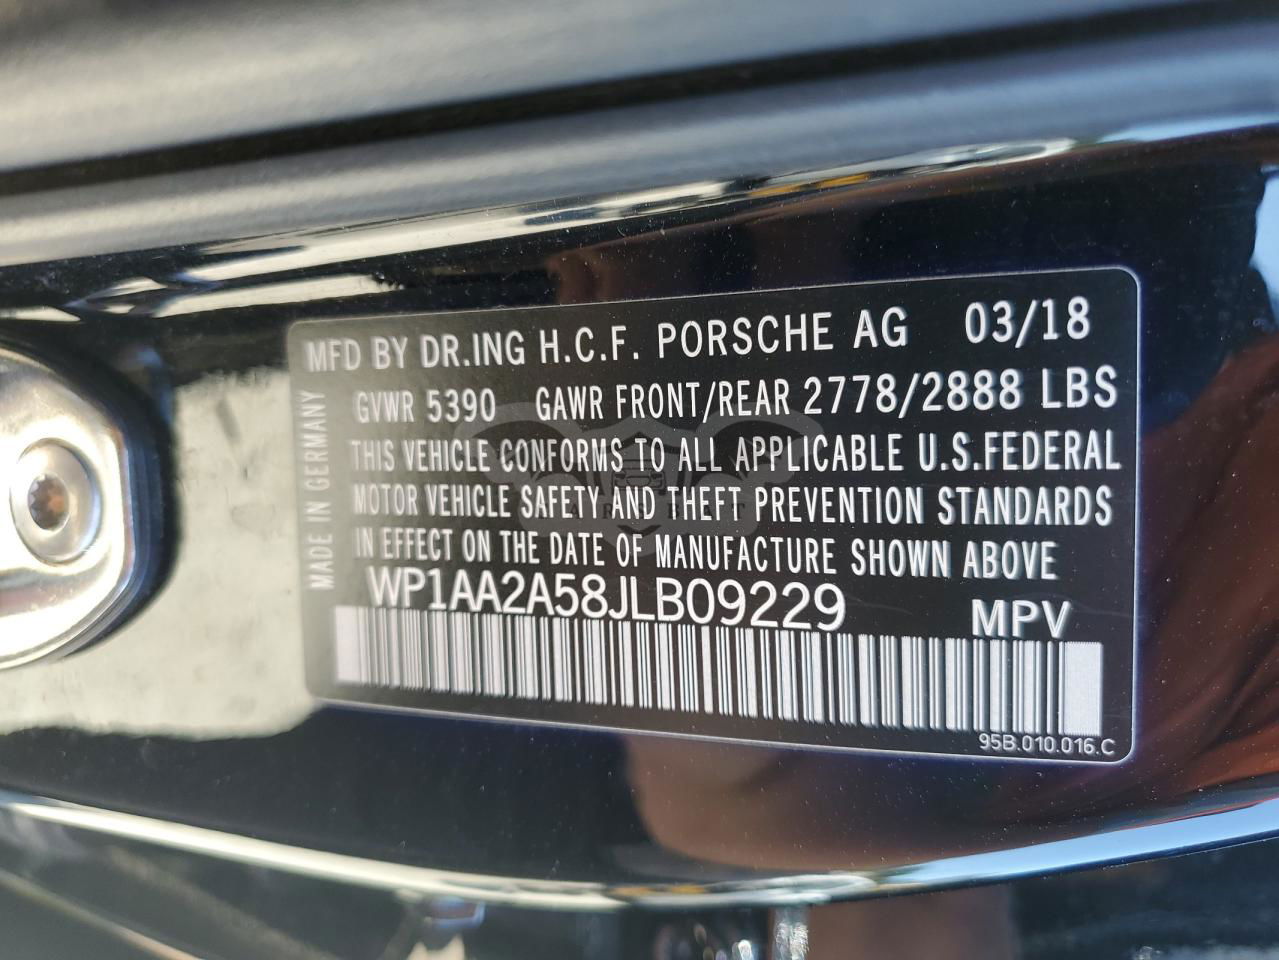 MFD BY DR.ING H.C.F. PORSCHE AG 03/18
GVWR 5390 GAWR FRONT/REAR 2778/2888 LBS
THIS VEHICLE CONFORMS TO ALL APPLICABLE U.S.FEDERAL
MOTOR VEHICLE SAFETY AND THEFT PREVENTION STANDARDS
IN EFFECT ON THE DATE OF MANUFACTURE SHOWN ABOVE
WP1AA2A58JLB09229 MPV
95B.010.016.C
MADE IN GERMANY